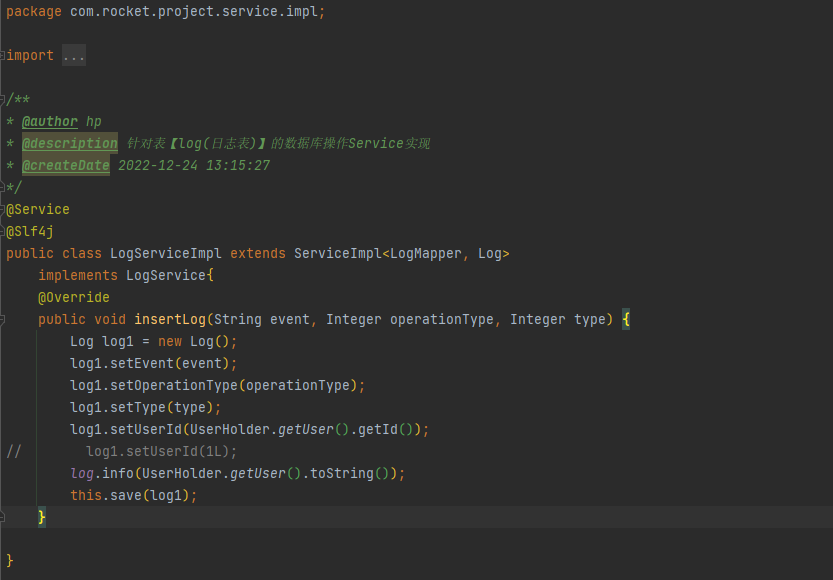 package com.rocket.project.service.impl;
import ...
/**
* @author hp
* @description 针对表【log(日志表)】的数据库操作Service实现
* @createDate 2022-12-24 13:15:27
*/
@Service
@Slf4j
public class LogServiceImpl extends ServiceImpl<LogMapper, Log>
    implements LogService{
    @Override
    public void insertLog(String event, Integer operationType, Integer type) {
        Log log1 = new Log();
        log1.setEvent(event);
        log1.setOperationType(operationType);
        log1.setType(type);
        log1.setUserId(UserHolder.getUser().getId());
//        log1.setUserId(1L);
        log.info(UserHolder.getUser().toString());
        this.save(log1);
    }
}